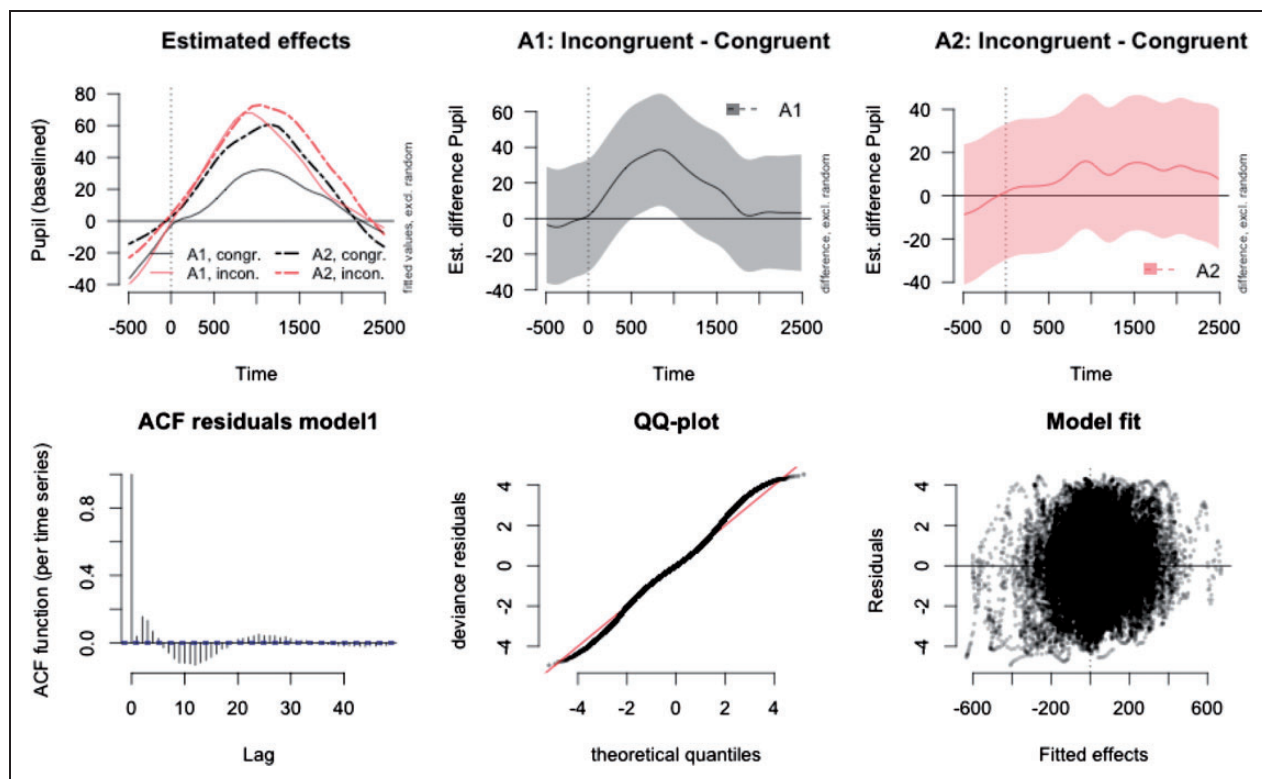 Estimated effects
Pupil (baselined)
80
60
40
20
0
-20
-40
A1, congr.
A2, congr.
A1, incon.
A2, incon.
-500
0
500
1500
2500
Time
fitted values, excl. random
A1: Incongruent - Congruent
Est. difference Pupil
60
40
20
0
-20
-40
A1
-500
0
500
1500
2500
Time
difference, excl. random
A2: Incongruent - Congruent
Est. difference Pupil
40
20
0
-20
-40
A2
-500
0
500
1500
2500
Time
difference, excl. random
ACF residuals model1
ACF function (per time series)
0.8
0.4
0.0
0
10
20
30
40
Lag
QQ-plot
deviance residuals
4
2
0
-2
-4
-4
-2
0
2
4
theoretical quantiles
Model fit
Residuals
4
2
0
-2
-4
-600
-200
200
600
Fitted effects